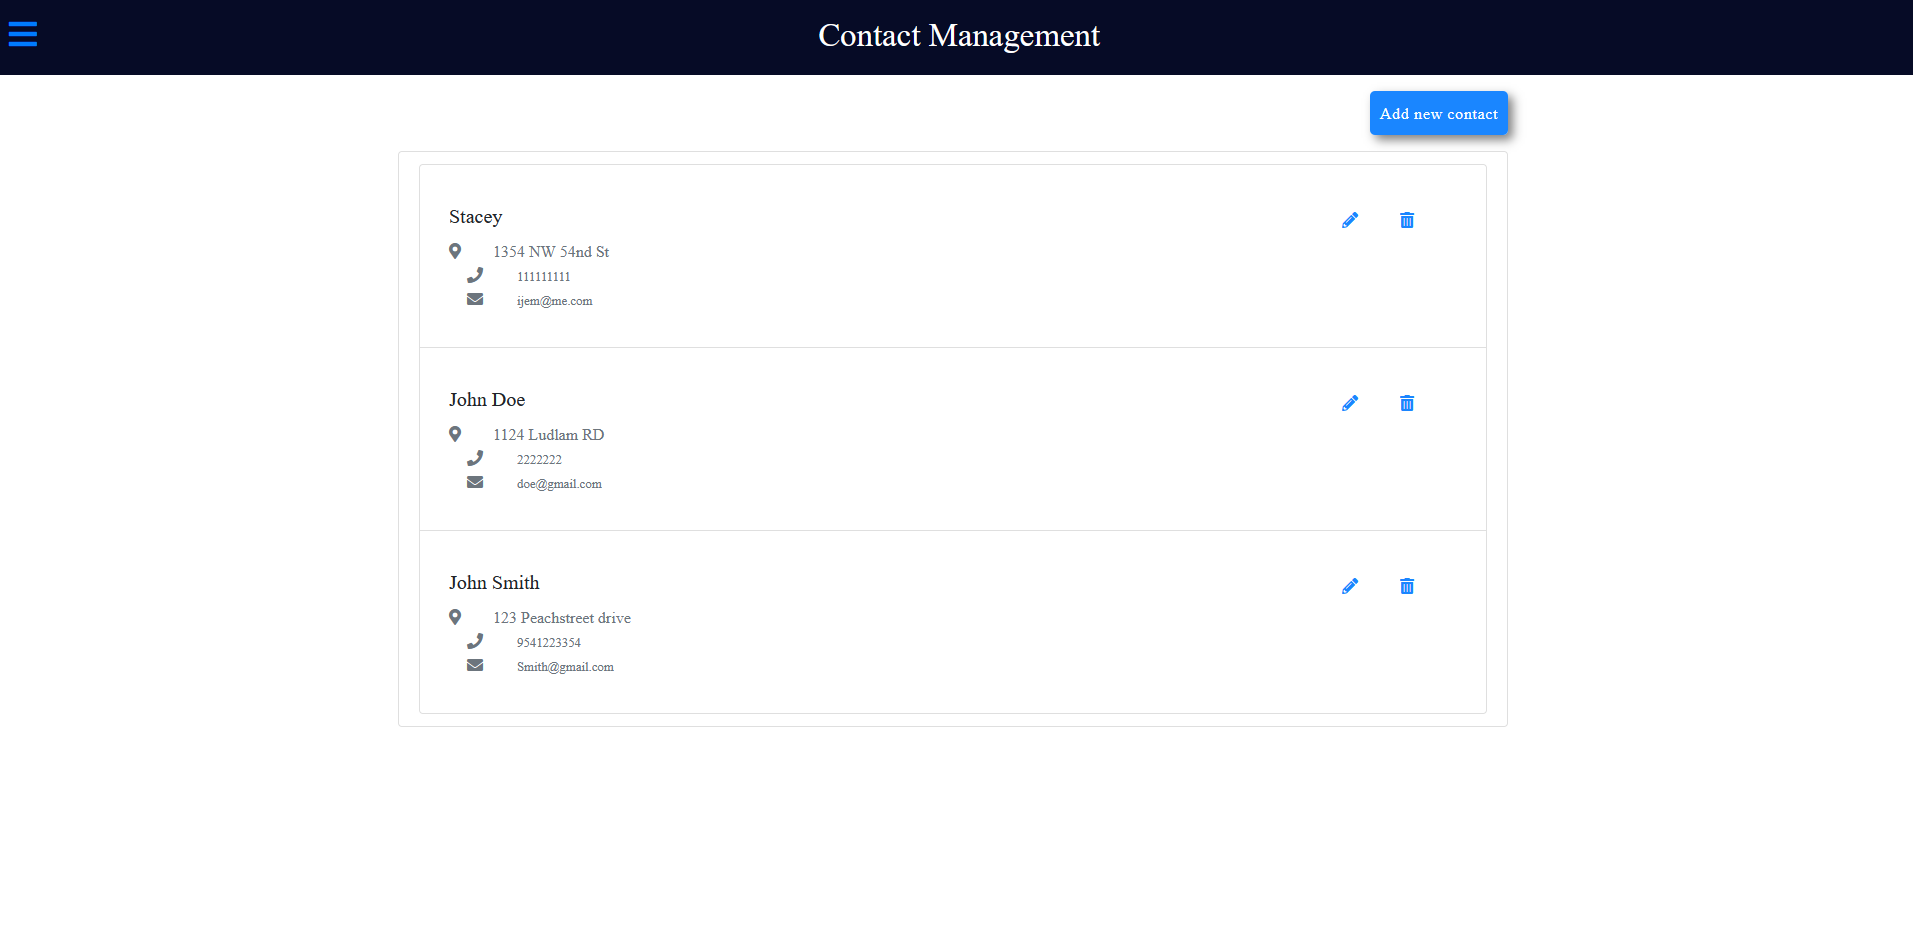 Contact Management
Add new contact
Stacey
1354 NW 54nd St
111111111
ijem@me.com
John Doe
1124 Ludlam RD
2222222
doe@gmail.com
John Smith
123 Peachstreet drive
9541223354
Smith@gmail.com